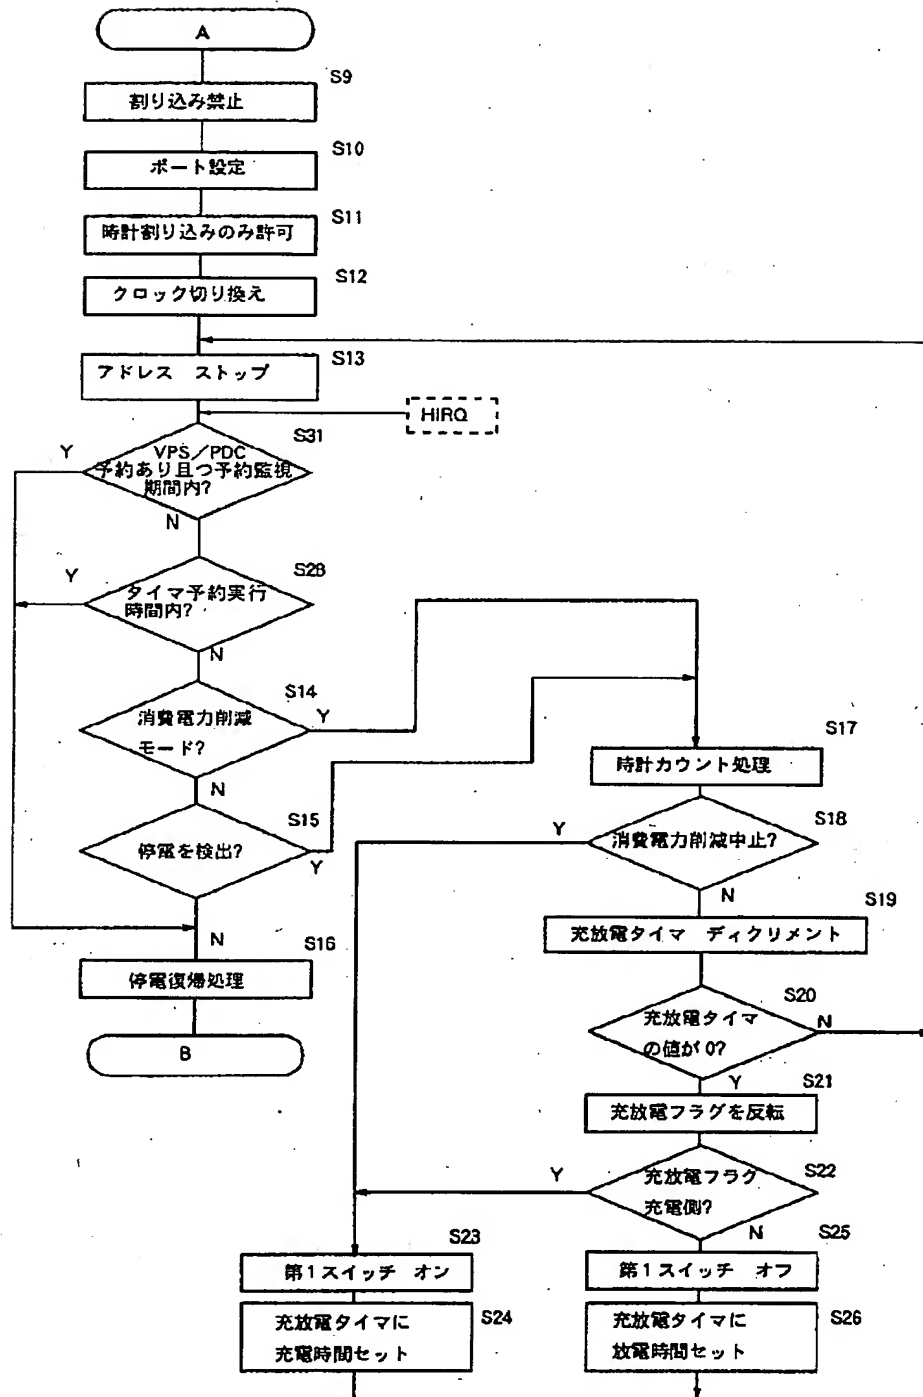 A
S9
割り込み禁止
S10
ポート設定
S11
時計割り込みのみ許可
S12
クロック切り換え
S13
アドレス ストップ
HIRQ
S31
Y
VPS／PDC
予約あり且つ予約監視
期間内?
N
S28
Y
タイマ予約実行
時間内?
N
S14
消費電力削減
モード?
Y
N
S15
停電を検出?
Y
N
S16
停電復帰処理
B
S17
時計カウント処理
S18
Y
消費電力削減中止?
N
S19
充放電タイマ ディクリメント
S20
充放電タイマ
の値が0?
N
Y
S21
充放電フラグを反転
S22
Y
充放電フラグ
充電側?
N
S23
第1スイッチ オン
S24
充放電タイマに
充電時間セット
S25
第1スイッチ オフ
S26
充放電タイマに
放電時間セット